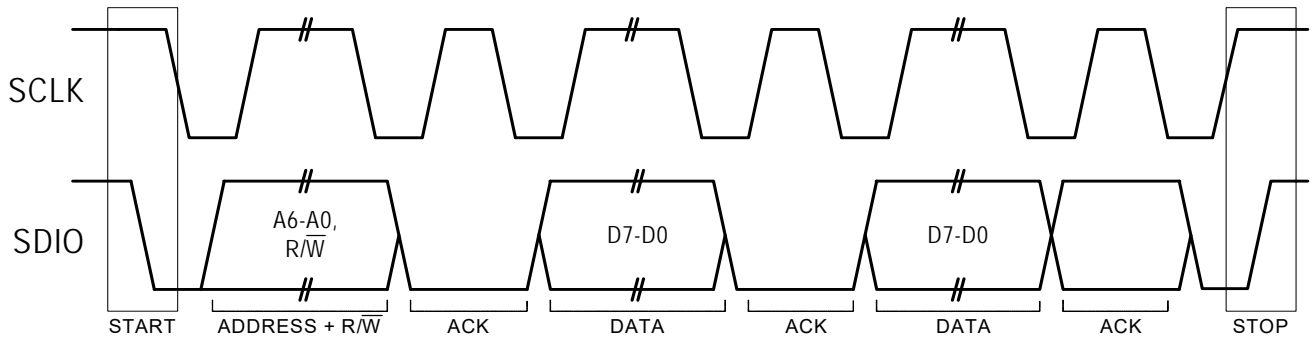 SCLK
SDIO
A6-A0,
R/W̅
D7-D0
D7-D0
START
ADDRESS + R/W̅
ACK
DATA
ACK
DATA
ACK
STOP